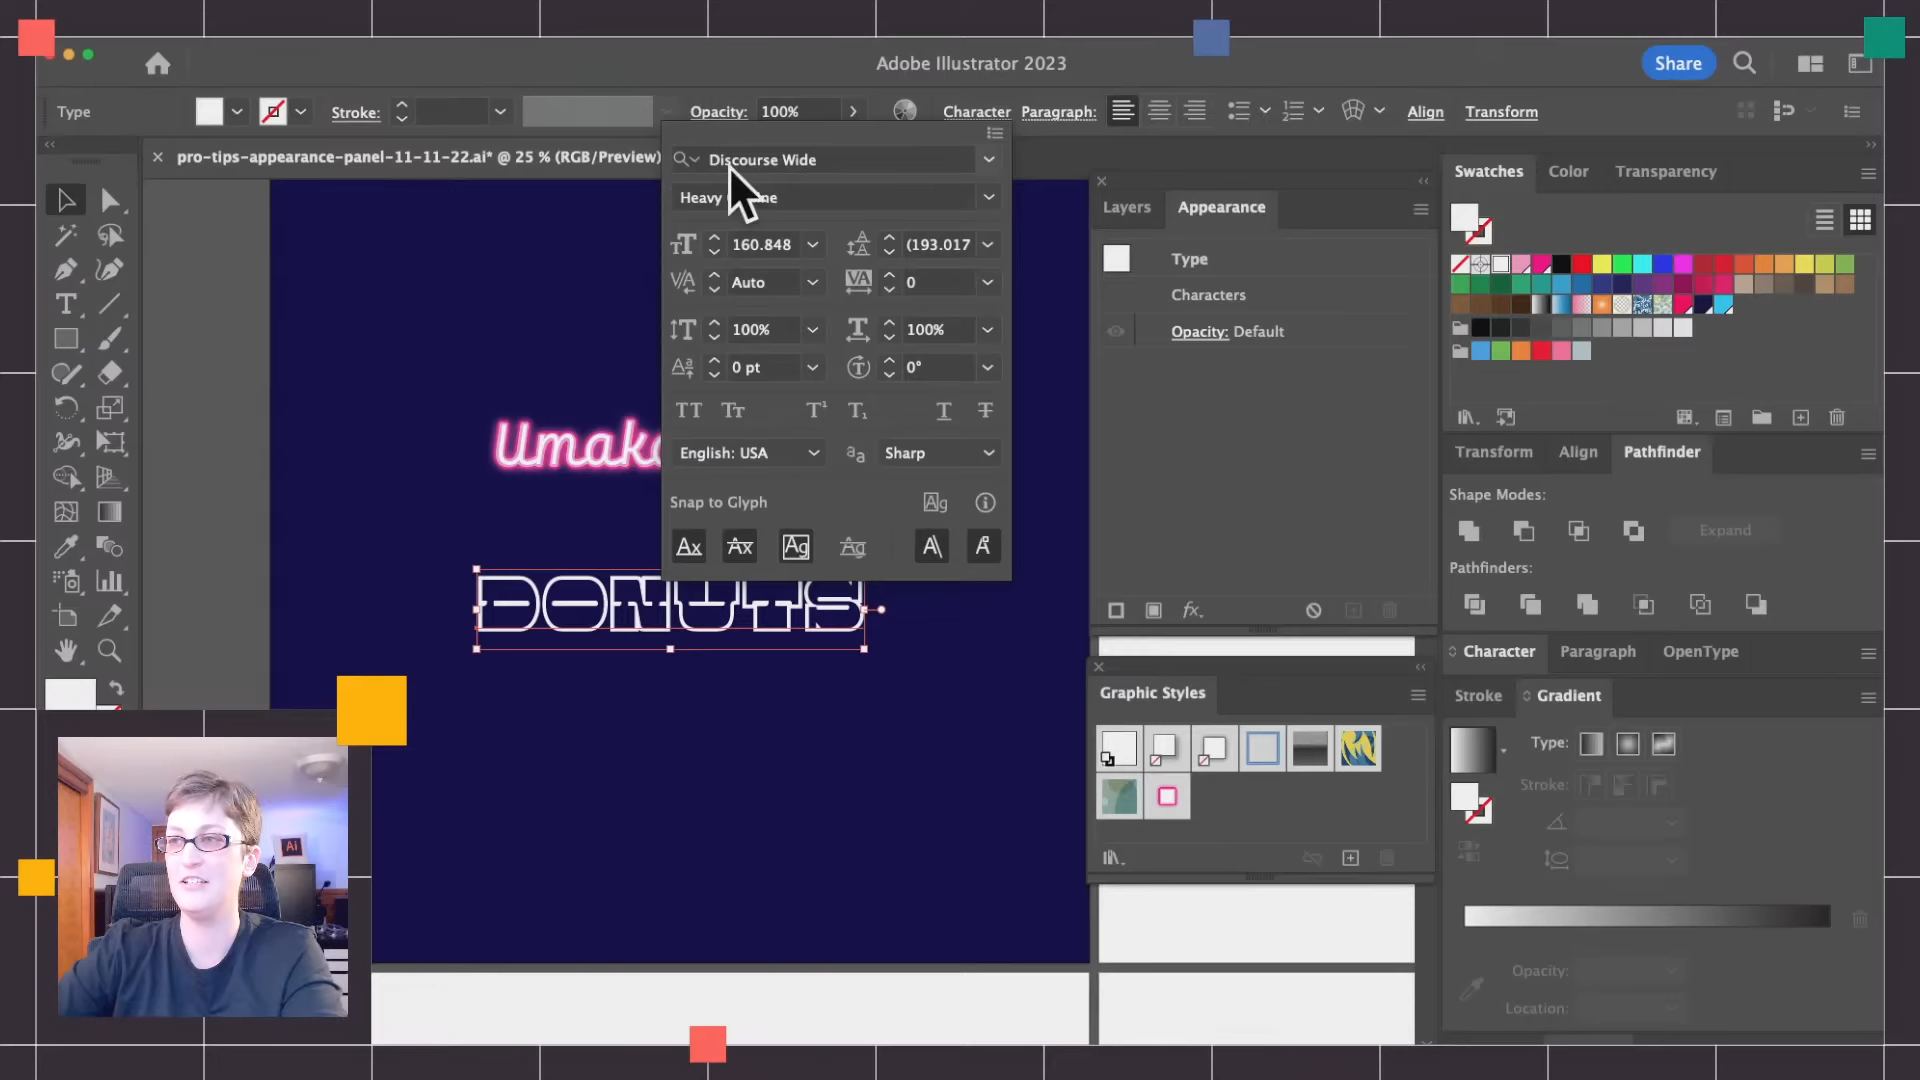 Adobe Illustrator 2023
Share
Type
Stroke:
Opacity:
100%
Character
Paragraph:
Align
Transform
pro-tips-appearance-panel-11-11-22.ai* @ 25 % (RGB/Preview)
Discourse Wide
Heavy
160.848
(193.017
Auto
0
100%
100%
0 pt
0°
English: USA
Sharp
Snap to Glyph
DONUTS
Layers
Appearance
Type
Characters
Opacity: Default
Graphic Styles
Swatches
Color
Transparency
Transform
Align
Pathfinder
Shape Modes:
Expand
Pathfinders:
Character
Paragraph
OpenType
Stroke
Gradient
Type:
Stroke:
Opacity:
Location:
Ai